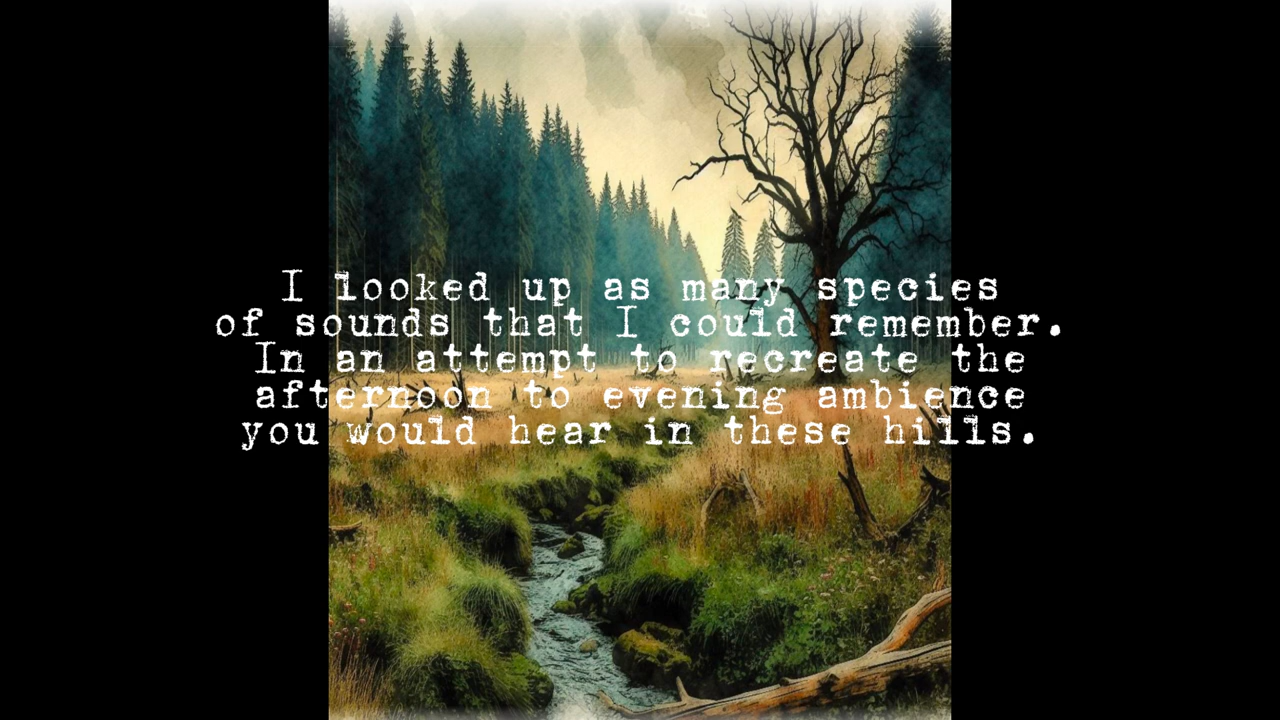 I looked up as many species
of sounds that I could remember.
In an attempt to recreate the
afternoon to evening ambience
you would hear in these hills.